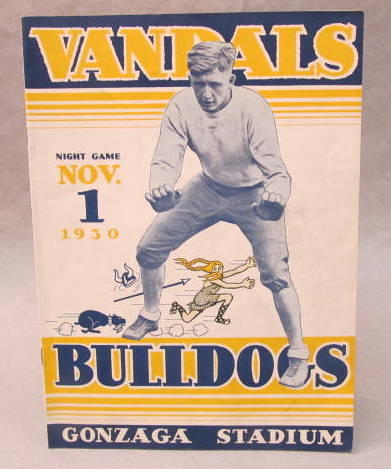 VANDALS
NIGHT GAME
NOV.
1
1930
BULLDOGS
GONZAGA STADIUM